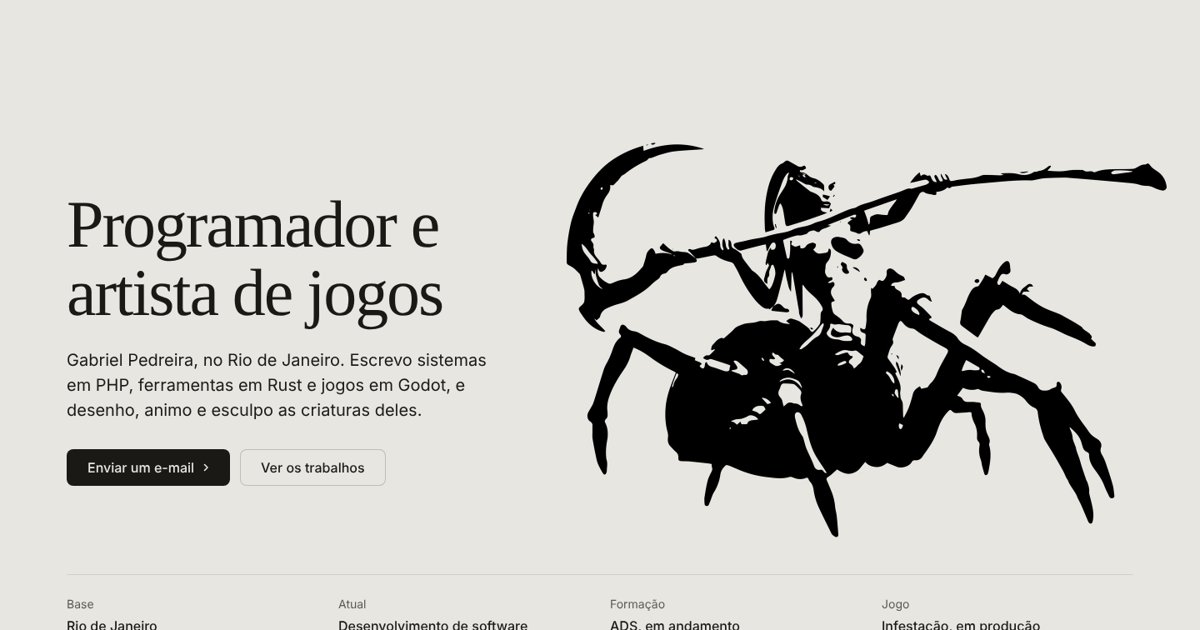 Programador e
artista de jogos
Gabriel Pedreira, no Rio de Janeiro. Escrevo sistemas
em PHP, ferramentas em Rust e jogos em Godot, e
desenho, animo e esculpo as criaturas deles.
Enviar um e-mail
Ver os trabalhos
Base
Atual
Formação
Jogo
Rio de Janeiro
Desenvolvimento de software
ADS, em andamento
Infestação, em produção